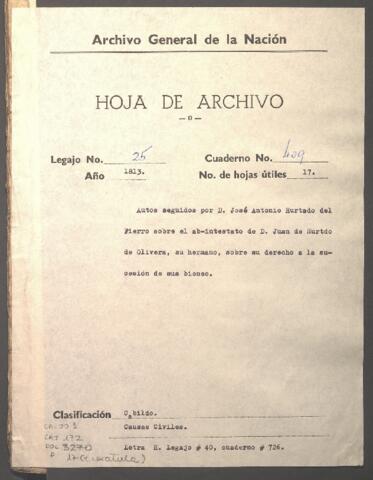 Archivo General de la Nación
HOJA DE ARCHIVO
—o—
Legajo No. 25 Cuaderno No. 409
Año 1813. No. de hojas útiles 17.
Autos seguidos por D. José Antonio Hurtado del
Fierro sobre el ab-intestato de D. Juan de Hurtdo
de Olivera, su hermano, sobre su derecho a la su-
cesión de sus bienes.
Clasificación Cabildo.
Causas Civiles.
Letra H. Legajo # 40, cuaderno # 726.
172
3270